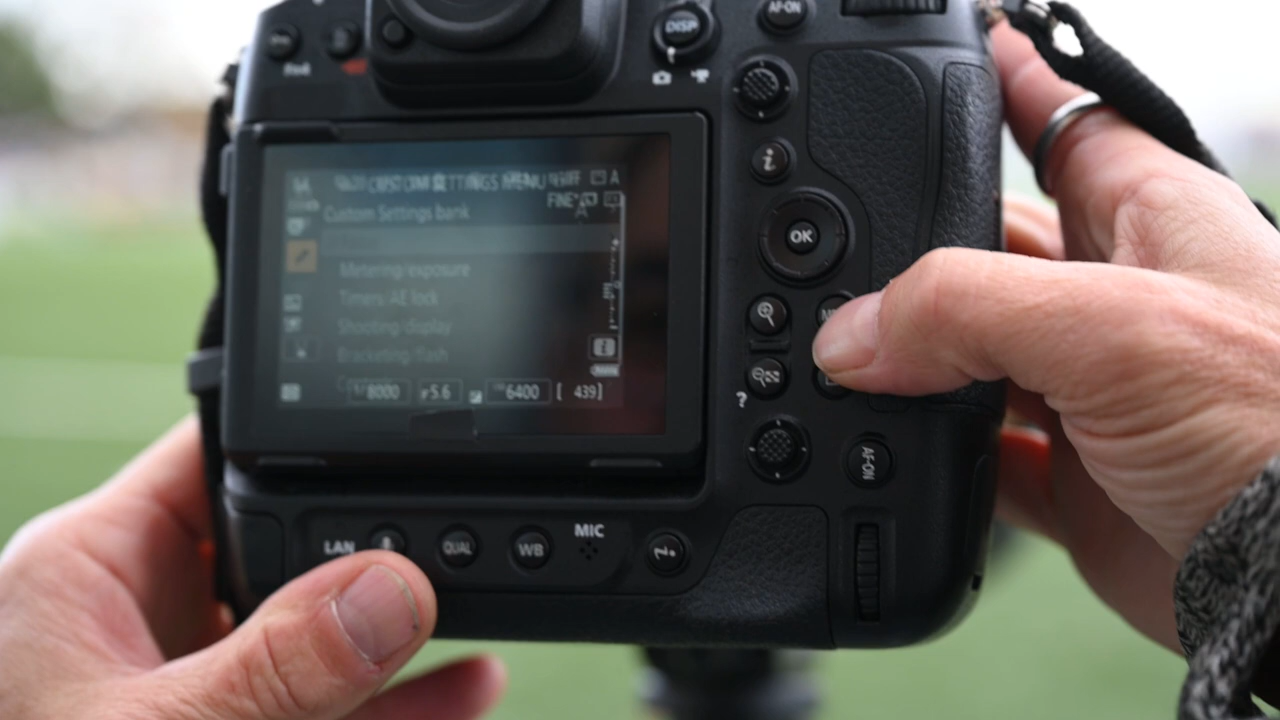 DISP
AF-ON
i
CUSTOM SETTINGS MENU
A
FINE
Custom Settings bank
A
OK
Metering/exposure
Timers/AE lock
Shooting/display
Bracketing/flash
8000
F5.6
6400
[ 439]
?
AF-ON
LAN
QUAL
WB
MIC